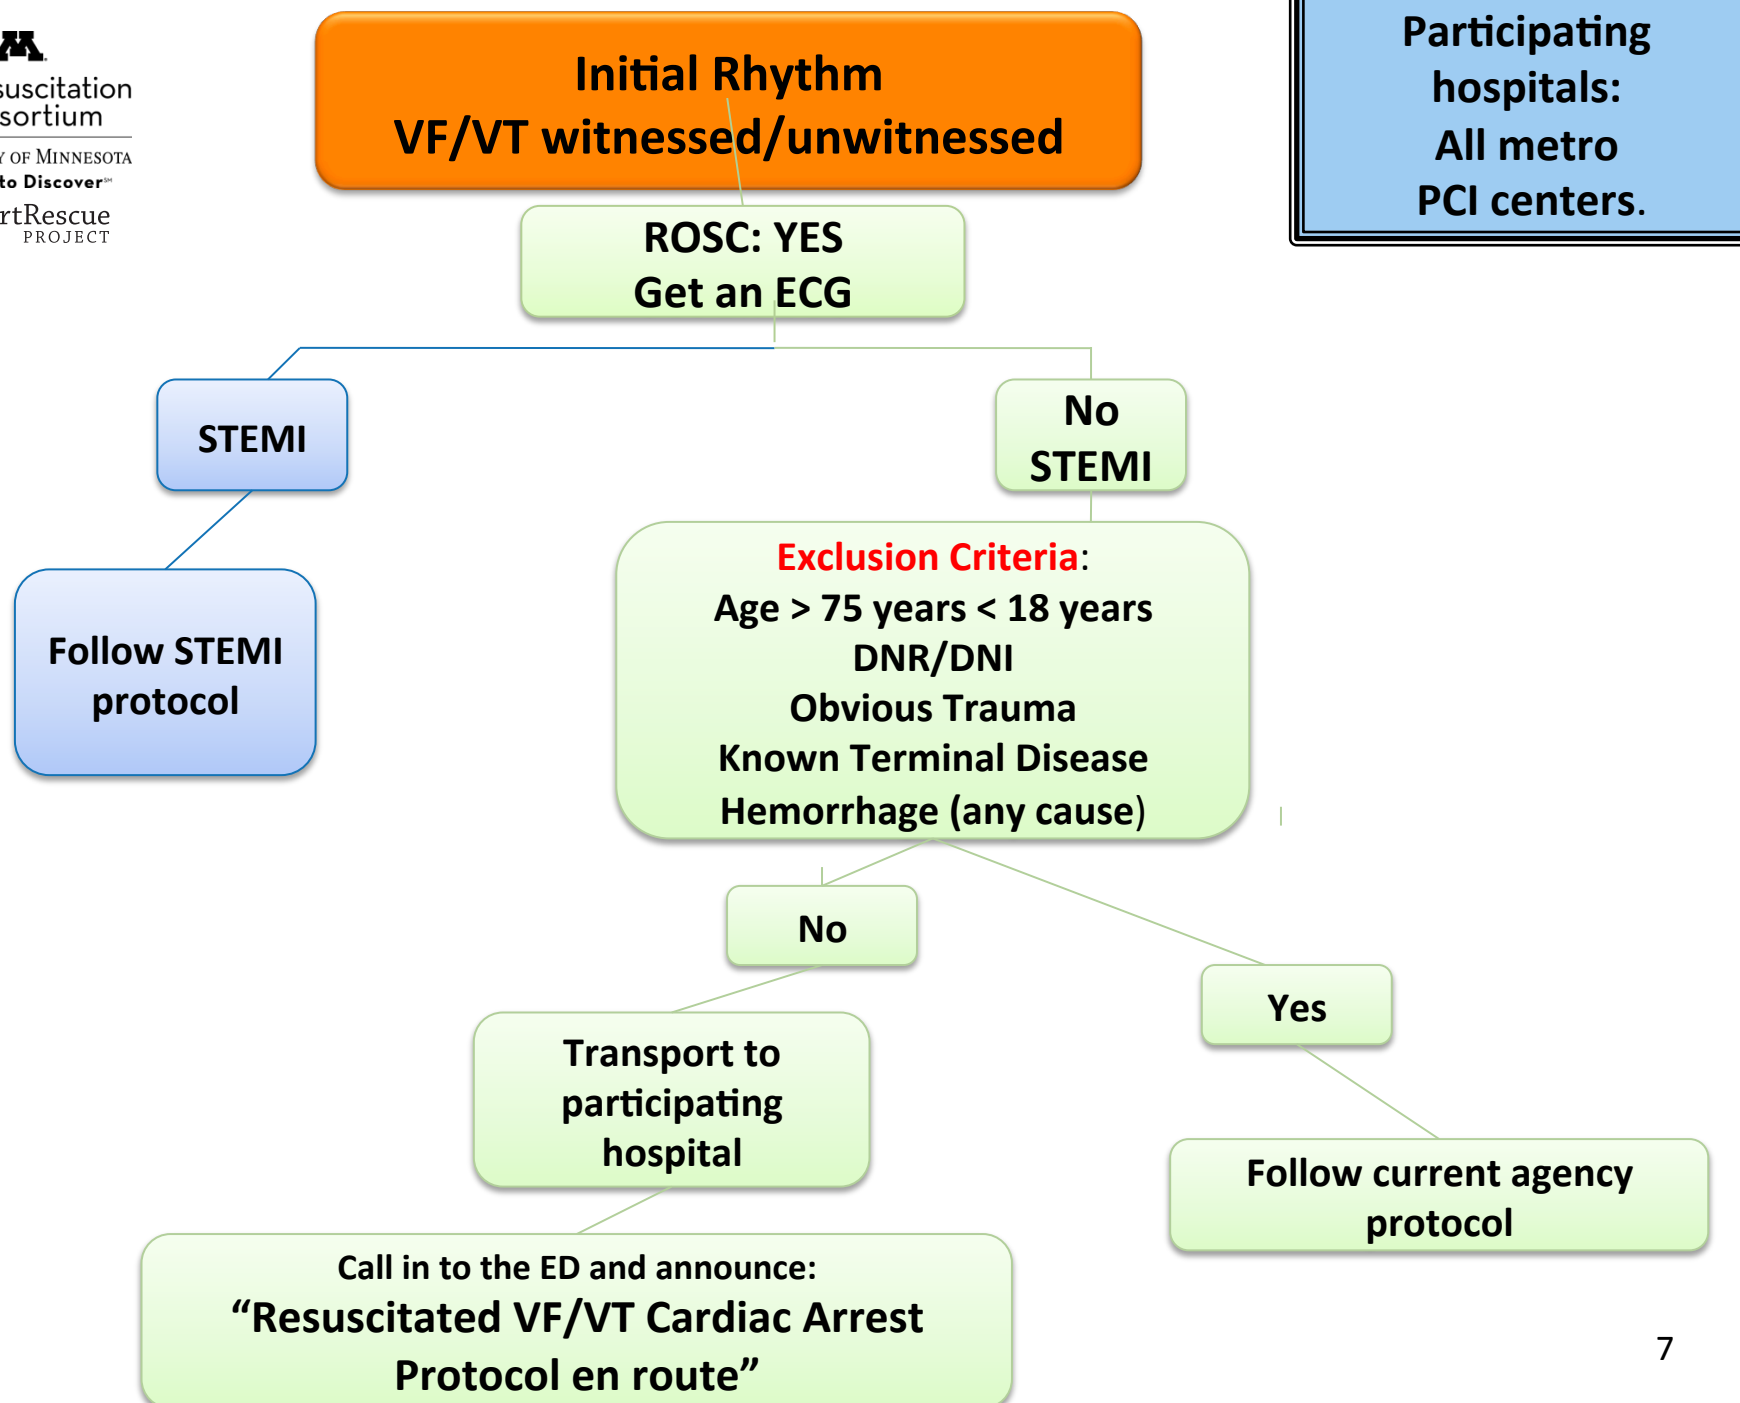 Initial Rhythm
VF/VT witnessed/unwitnessed
Participating
hospitals:
All metro
PCI centers.
M
suscitation
sortium
Y OF MINNESOTA
to Discover℠
rtRescue
PROJECT
ROSC: YES
Get an ECG
STEMI
No
STEMI
Follow STEMI
protocol
Exclusion Criteria:
Age > 75 years < 18 years
DNR/DNI
Obvious Trauma
Known Terminal Disease
Hemorrhage (any cause)
No
Yes
Transport to
participating
hospital
Follow current agency
protocol
Call in to the ED and announce:
“Resuscitated VF/VT Cardiac Arrest
Protocol en route”
7